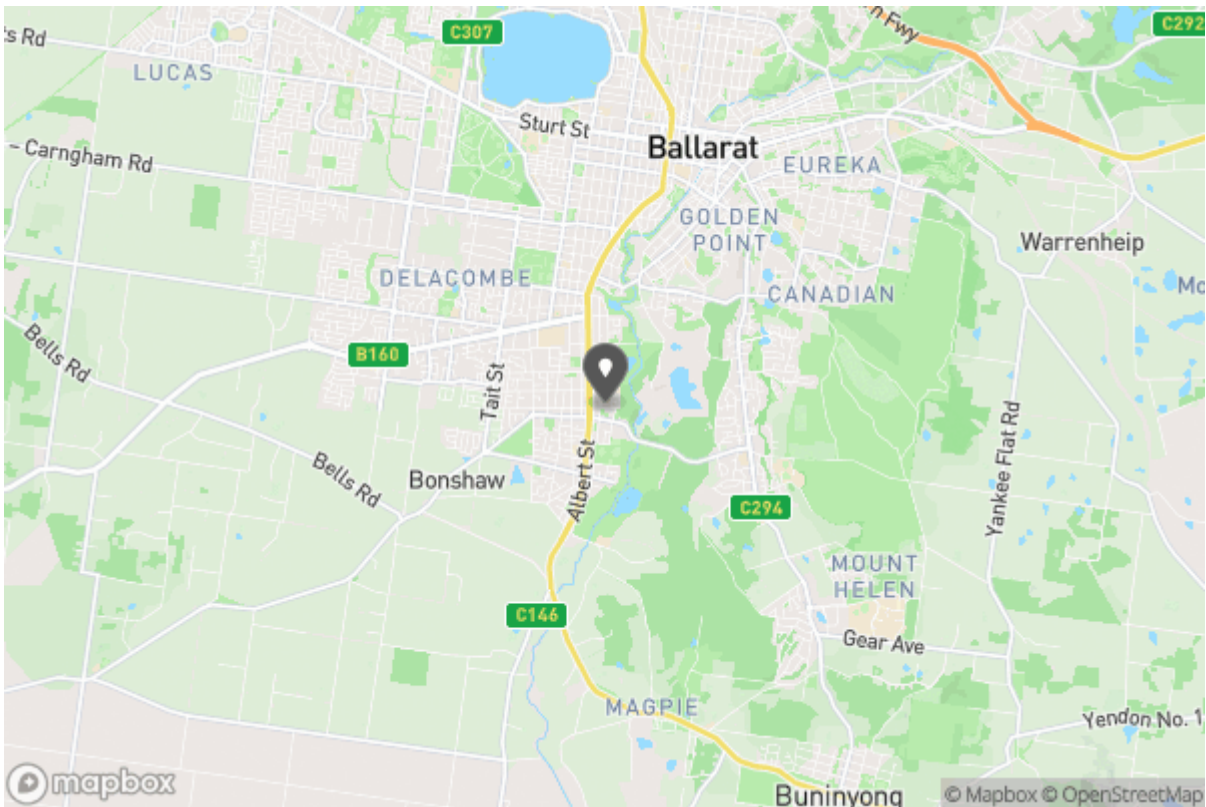 C307
rn Fwy
C292
ts Rd
LUCAS
Sturt St
Ballarat
Carngham Rd
EUREKA
GOLDEN
POINT
Warrenheip
DELACOMBE
CANADIAN
Mo
Bells Rd
B160
Tait St
Yankee Flat Rd
Albert St
Bells Rd
Bonshaw
C294
MOUNT
HELEN
C146
Gear Ave
MAGPIE
Yendon No. 1
mapbox
Buninyong
© Mapbox © OpenStreetMap